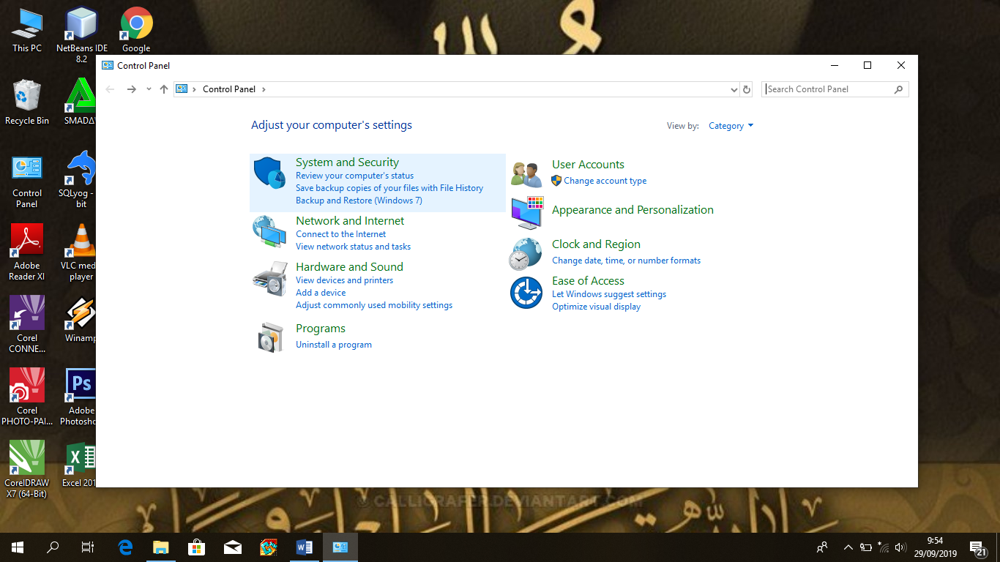 This PC
NetBeans IDE
8.2
Google
Recycle Bin
Control
Panel
SQLyog -
bit
Adobe
Reader XI
VLC med
player
Corel
CONNE...
Winamp
Corel
PHOTO-PAI...
Adobe
Photosho
Ps
CorelDRAW
X7 (64-Bit)
Excel 201
Control Panel
Control Panel
Search Control Panel
Adjust your computer's settings
View by:
Category
System and Security
Review your computer's status
Save backup copies of your files with File History
Backup and Restore (Windows 7)
Network and Internet
Connect to the Internet
View network status and tasks
Hardware and Sound
View devices and printers
Add a device
Adjust commonly used mobility settings
Programs
Uninstall a program
User Accounts
Change account type
Appearance and Personalization
Clock and Region
Change date, time, or number formats
Ease of Access
Let Windows suggest settings
Optimize visual display
© CALLIGRAFER.DEVIANTART.COM
9:54
29/09/2019
21